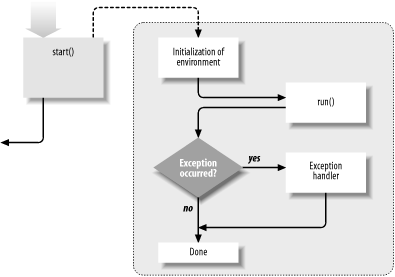 start()
Initialization of
environment
run()
Exception
occurred?
yes
Exception
handler
no
Done